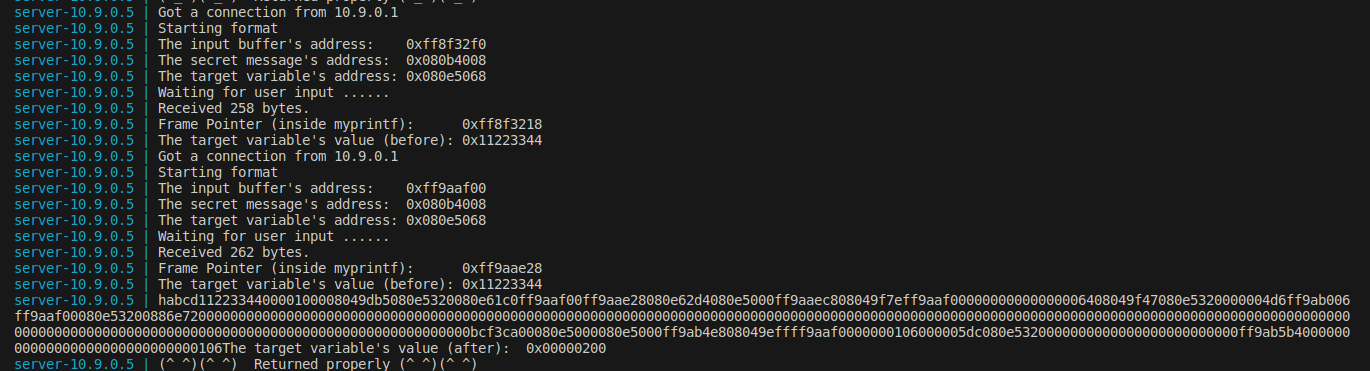 server-10.9.0.5 | Got a connection from 10.9.0.1
server-10.9.0.5 | Starting format
server-10.9.0.5 | The input buffer's address:    0xff8f32f0
server-10.9.0.5 | The secret message's address:  0x080b4008
server-10.9.0.5 | The target variable's address: 0x080e5068
server-10.9.0.5 | Waiting for user input ......
server-10.9.0.5 | Received 258 bytes.
server-10.9.0.5 | Frame Pointer (inside myprintf):      0xff8f3218
server-10.9.0.5 | The target variable's value (before): 0x11223344
server-10.9.0.5 | Got a connection from 10.9.0.1
server-10.9.0.5 | Starting format
server-10.9.0.5 | The input buffer's address:    0xff9aaf00
server-10.9.0.5 | The secret message's address:  0x080b4008
server-10.9.0.5 | The target variable's address: 0x080e5068
server-10.9.0.5 | Waiting for user input ......
server-10.9.0.5 | Received 262 bytes.
server-10.9.0.5 | Frame Pointer (inside myprintf):      0xff9aae28
server-10.9.0.5 | The target variable's value (before): 0x11223344
server-10.9.0.5 | habcd112233440000100008049db5080e5320080e61c0ff9aaf00ff9aae28080e62d4080e5000ff9aaec808049f7eff9aaf00000000000000006408049f47080e5320000004d6ff9ab006
ff9aaf00080e53200886e72000000000000000000000000000000000000000000000000000000000000000000000000000000000000000000000000000000000000000000000000000000000000000000000000
000000000000000000000000000000000000000000000000000000000bcf3ca00080e5000080e5000ff9ab4e808049effff9aaf0000000106000005dc080e5320000000000000000000000000ff9ab5b4000000
00000000000000000000000106The target variable's value (after):  0x00000200
server-10.9.0.5 | (^_^)(^_^)  Returned properly (^_^)(^_^)